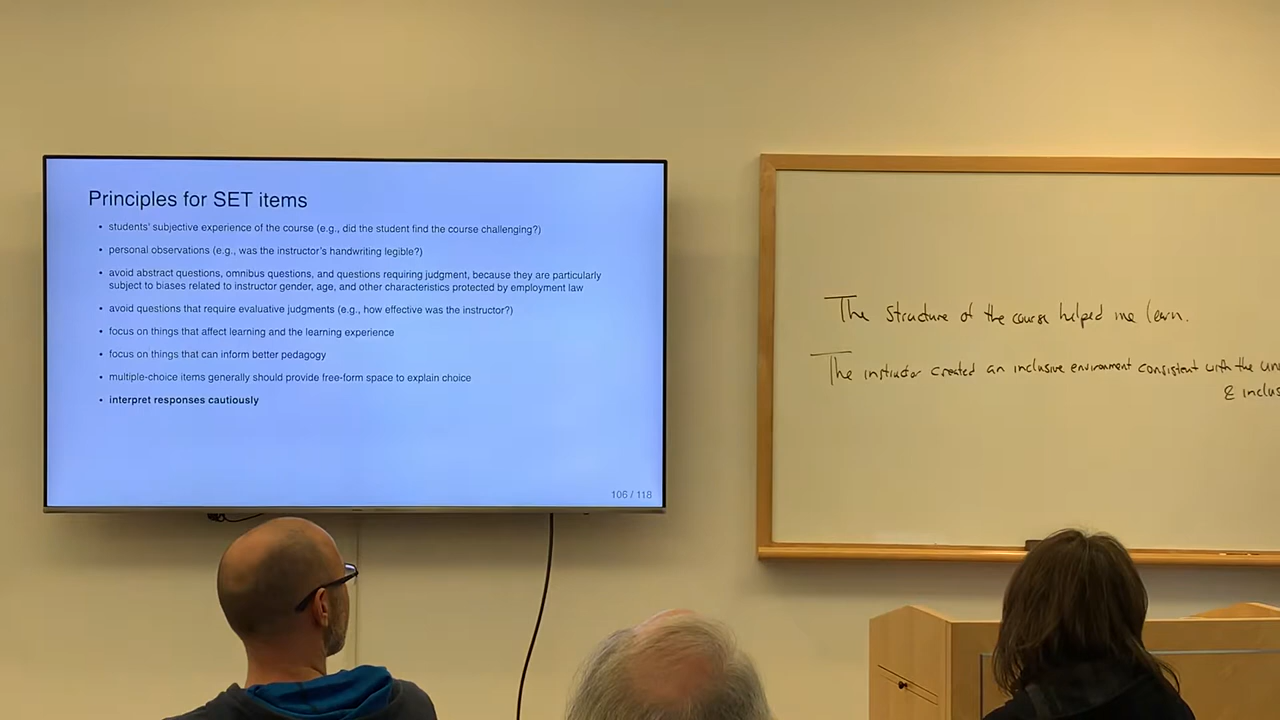 Principles for SET items
• students' subjective experience of the course (e.g., did the student find the course challenging?)
• personal observations (e.g., was the instructor's handwriting legible?)
• avoid abstract questions, omnibus questions, and questions requiring judgment, because they are particularly
subject to biases related to instructor gender, age, and other characteristics protected by employment law
• avoid questions that require evaluative judgments (e.g., how effective was the instructor?)
• focus on things that affect learning and the learning experience
• focus on things that can inform better pedagogy
• multiple-choice items generally should provide free-form space to explain choice
• interpret responses cautiously
106 / 118
The structure of the course helped me learn.
The instructor created an inclusive environment consistent with the
&